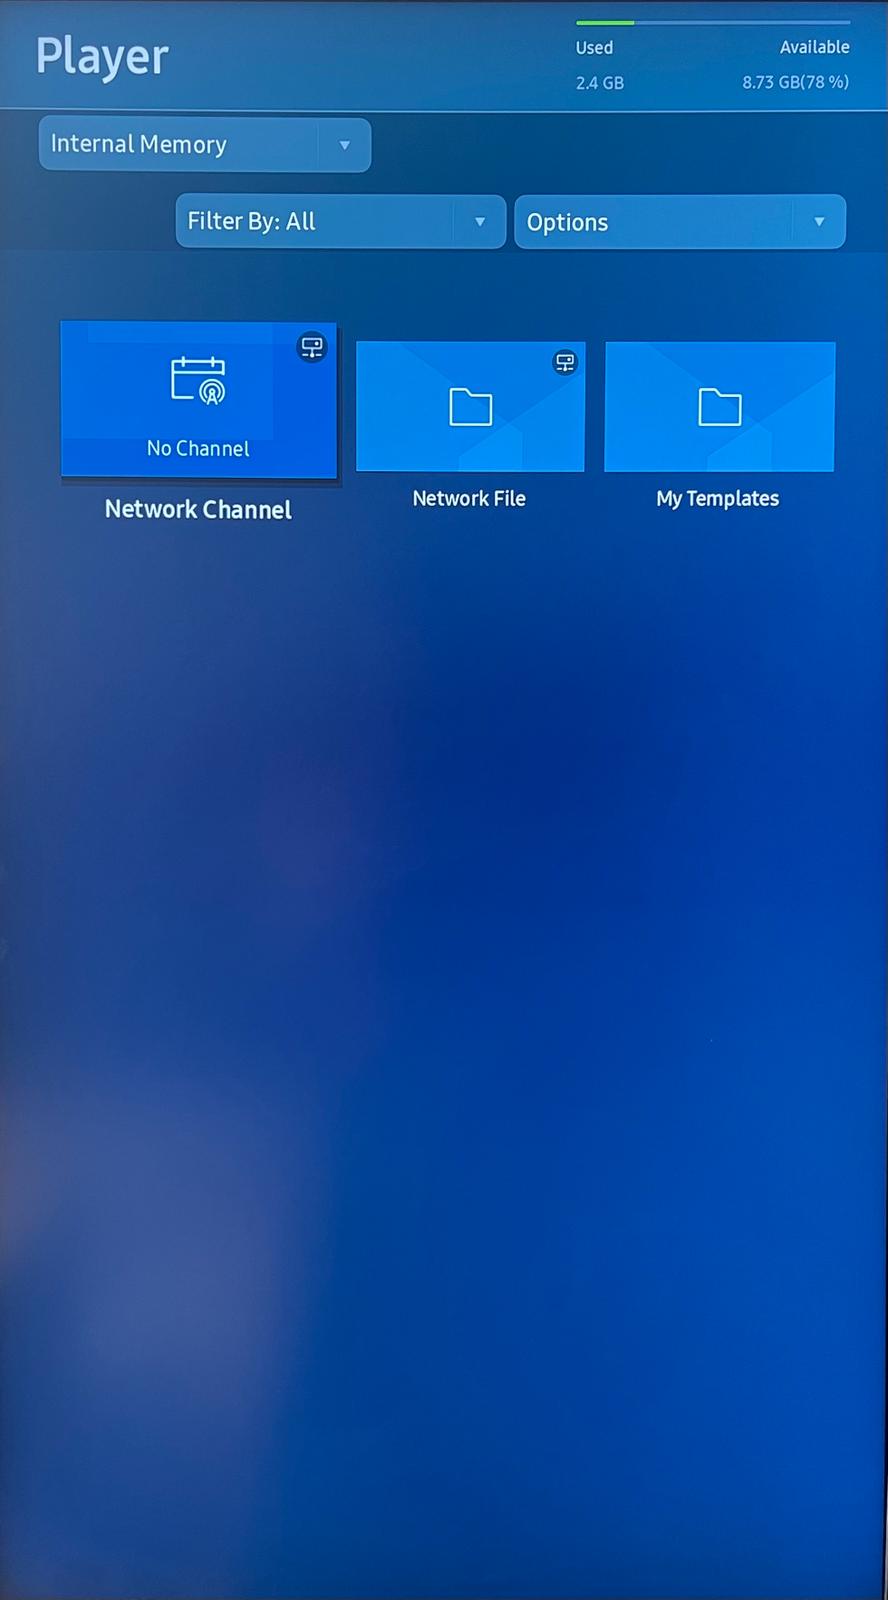 Player
Used Available
2.4 GB 8.73 GB(78 %)
Internal Memory
Filter By: All Options
No Channel
Network Channel Network File My Templates